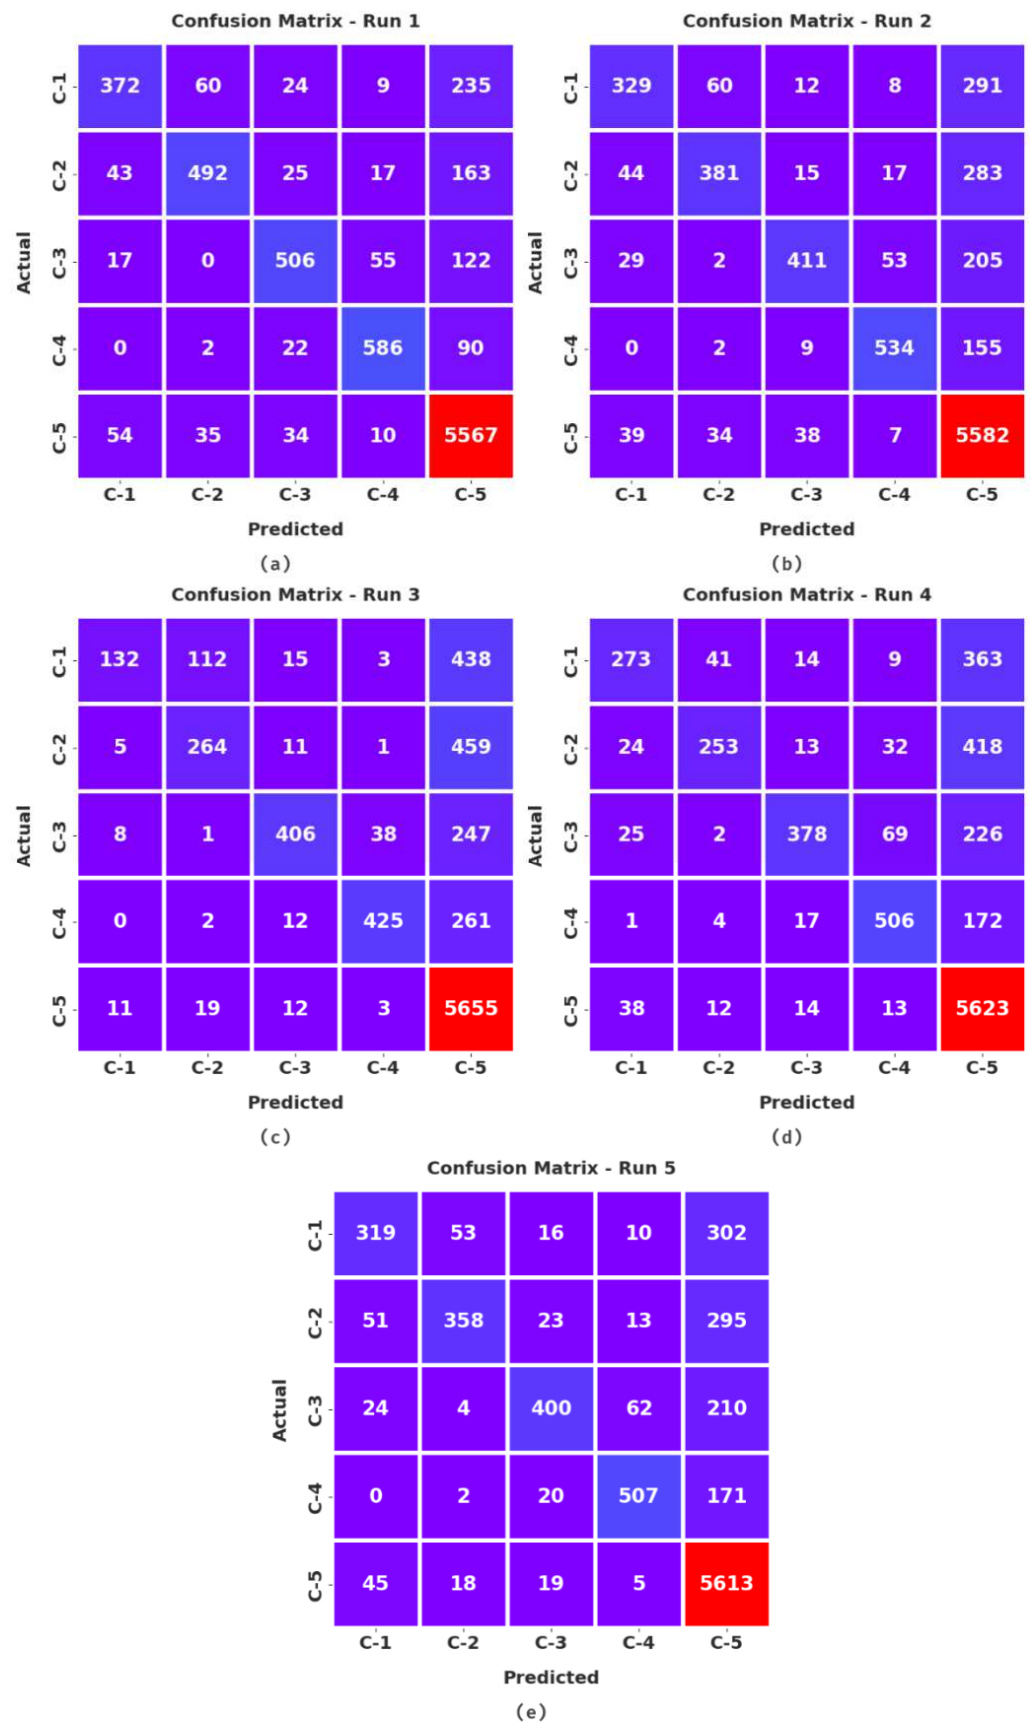 Confusion Matrix - Run 1
C-1 372 60 24 9 235
C-2 43 492 25 17 163
C-3 17 0 506 55 122
C-4 0 2 22 586 90
C-5 54 35 34 10 5567
C-1 C-2 C-3 C-4 C-5
Actual
Predicted
(a)
Confusion Matrix - Run 2
C-1 329 60 12 8 291
C-2 44 381 15 17 283
C-3 29 2 411 53 205
C-4 0 2 9 534 155
C-5 39 34 38 7 5582
C-1 C-2 C-3 C-4 C-5
Actual
Predicted
(b)
Confusion Matrix - Run 3
C-1 132 112 15 3 438
C-2 5 264 11 1 459
C-3 8 1 406 38 247
C-4 0 2 12 425 261
C-5 11 19 12 3 5655
C-1 C-2 C-3 C-4 C-5
Actual
Predicted
(c)
Confusion Matrix - Run 4
C-1 273 41 14 9 363
C-2 24 253 13 32 418
C-3 25 2 378 69 226
C-4 1 4 17 506 172
C-5 38 12 14 13 5623
C-1 C-2 C-3 C-4 C-5
Actual
Predicted
(d)
Confusion Matrix - Run 5
C-1 319 53 16 10 302
C-2 51 358 23 13 295
C-3 24 4 400 62 210
C-4 0 2 20 507 171
C-5 45 18 19 5 5613
C-1 C-2 C-3 C-4 C-5
Actual
Predicted
(e)